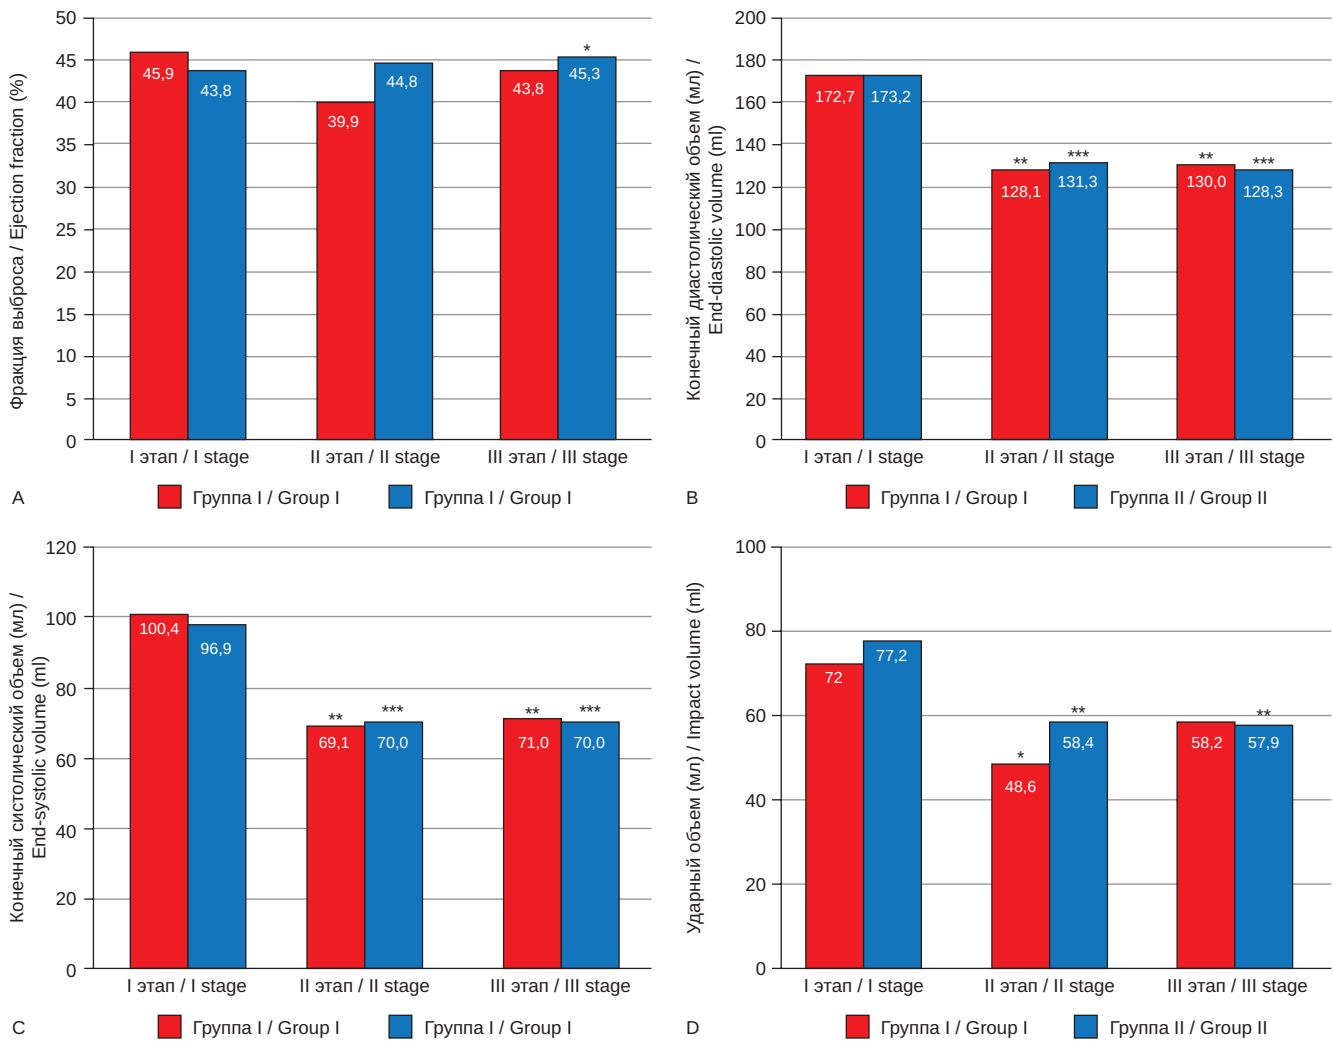 Фракция выброса / Ejection fraction (%)
50
45
40
35
30
25
20
15
10
5
0
45,9
43,8
39,9
44,8
43,8
*
45,3
I этап / I stage
II этап / II stage
III этап / III stage
A
Группа I / Group I
Группа I / Group I
Конечный диастолический объем (мл) /
End-diastolic volume (ml)
200
180
160
140
120
100
80
60
40
20
0
172,7
173,2
**
128,1
***
131,3
**
130,0
***
128,3
I этап / I stage
II этап / II stage
III этап / III stage
B
Группа I / Group I
Группа II / Group II
Конечный систолический объем (мл) /
End-systolic volume (ml)
120
100
80
60
40
20
0
100,4
96,9
**
69,1
***
70,0
**
71,0
***
70,0
I этап / I stage
II этап / II stage
III этап / III stage
C
Группа I / Group I
Группа I / Group I
Ударный объем (мл) / Impact volume (ml)
100
80
60
40
20
0
72
77,2
*
48,6
**
58,4
58,2
**
57,9
I этап / I stage
II этап / II stage
III этап / III stage
D
Группа I / Group I
Группа II / Group II